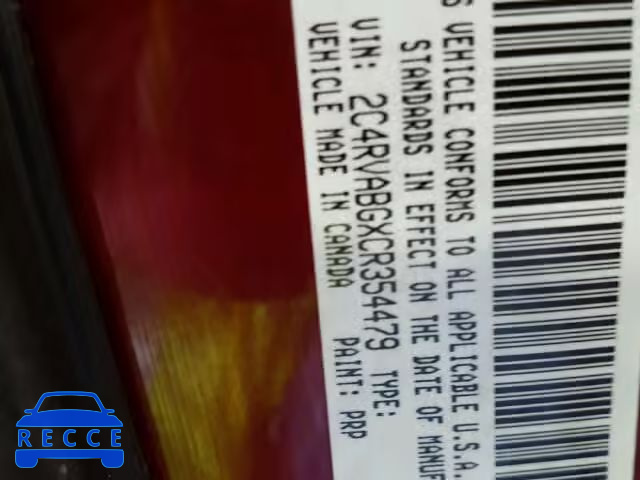 S VEHICLE CONFORMS TO ALL APPLICABLE U.S.A.
STANDARDS IN EFFECT ON THE DATE OF MANUF
VIN: 2C4RVABGXCR354479 TYPE:
VEHICLE MADE IN CANADA PAINT: PRP
RECCE